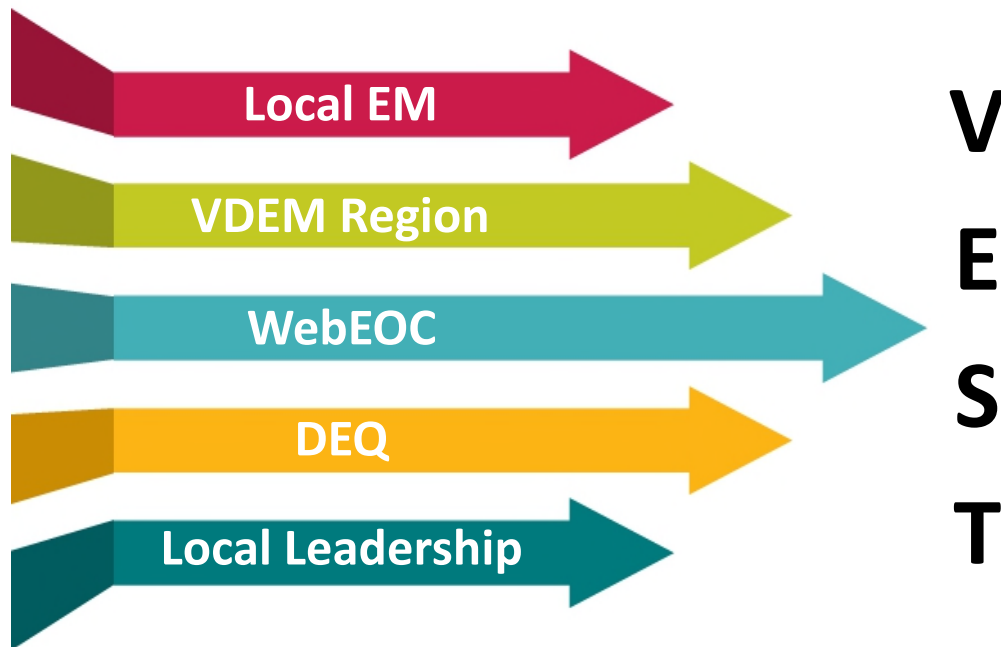 Local EM
VDEM Region
WebEOC
DEQ
Local Leadership
V
E
S
T